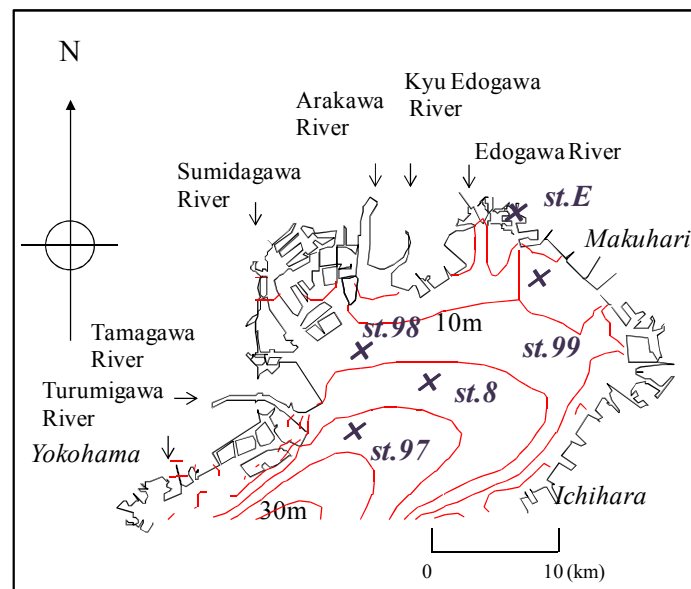 N
Kyu Edogawa
River
Arakawa
River
Edogawa River
Sumidagawa
River
st.E
Makuhari
10m
st.98
st.99
Tamagawa
River
st.8
Turumigawa
River
st.97
Yokohama
Ichihara
30m
0 10 (km)